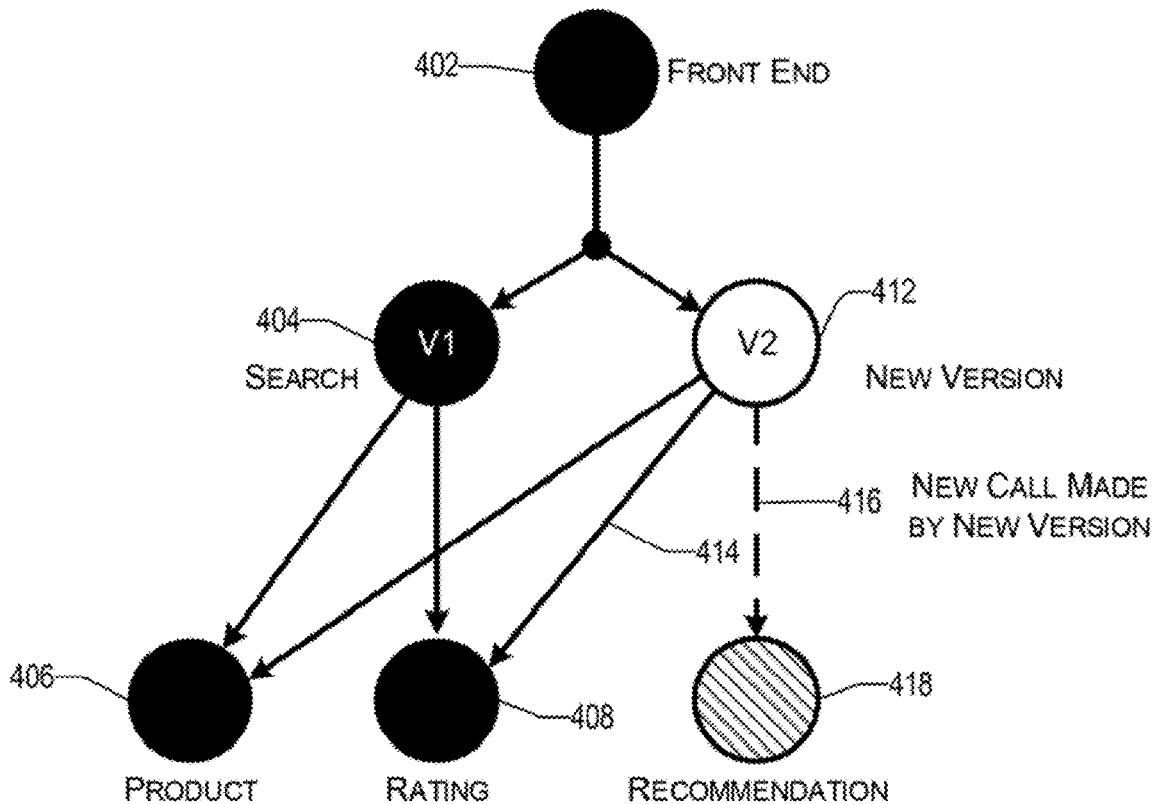 402
FRONT END
404
V1
V2
412
SEARCH
NEW VERSION
416
NEW CALL MADE
BY NEW VERSION
414
406
408
418
PRODUCT
RATING
RECOMMENDATION